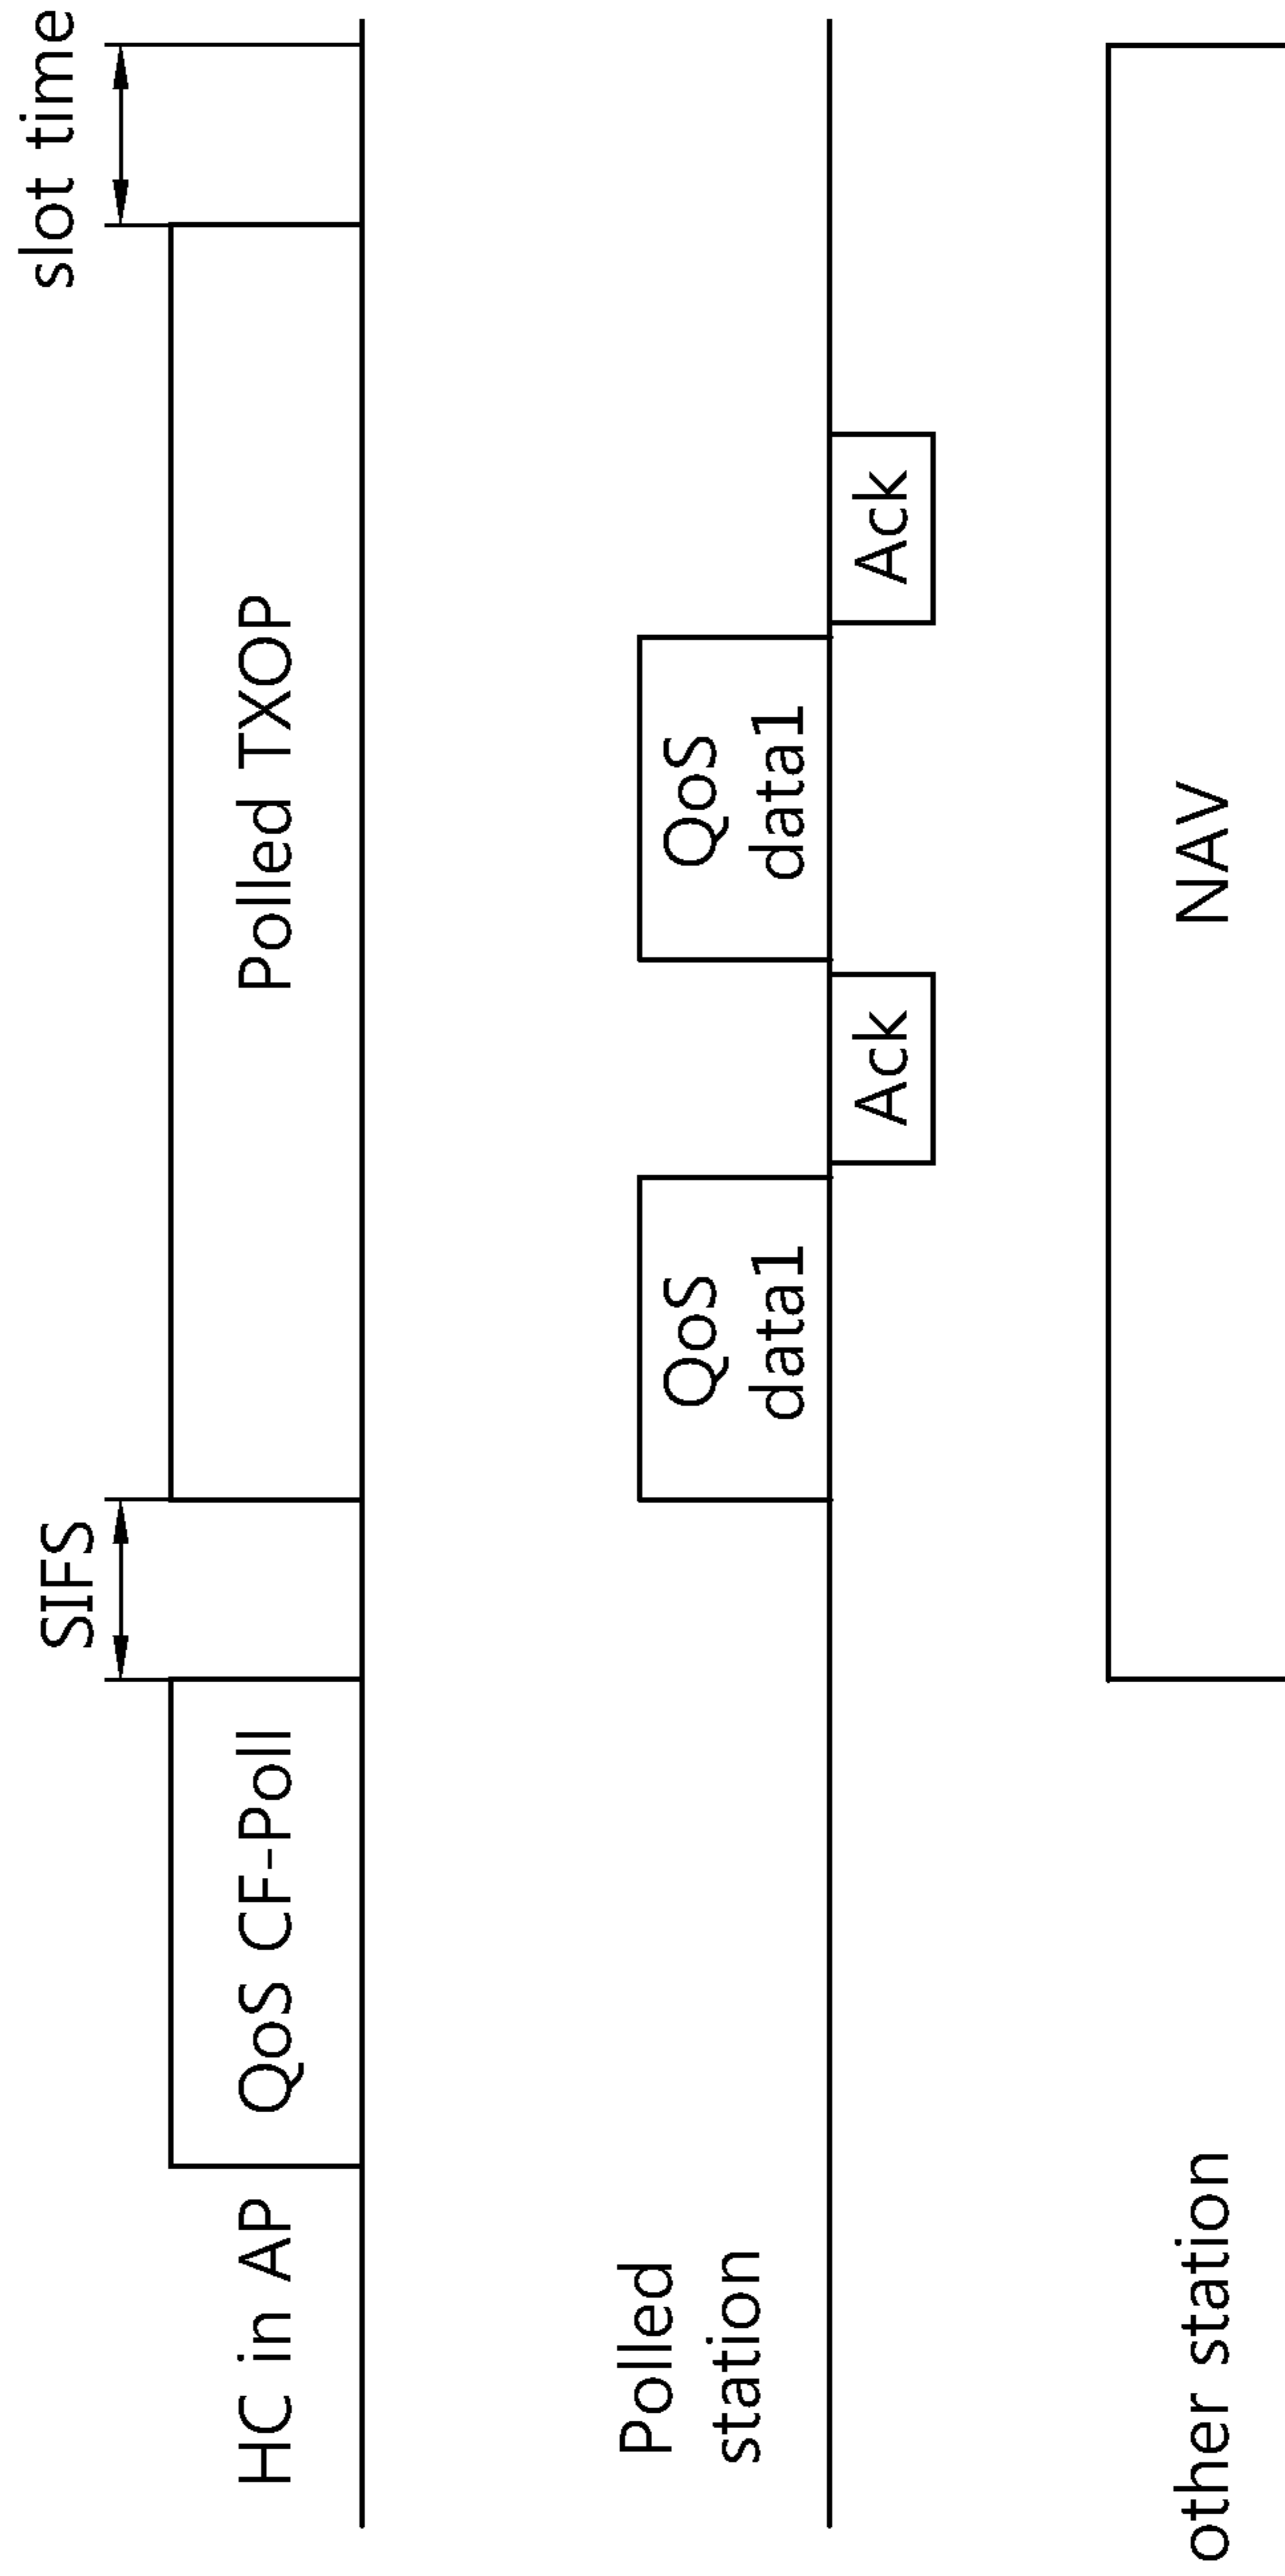 SIFS
slot time
HC in AP
QoS CF-Poll
Polled TXOP
Polled
station
QoS
data1
QoS
data1
Ack
Ack
other station
NAV